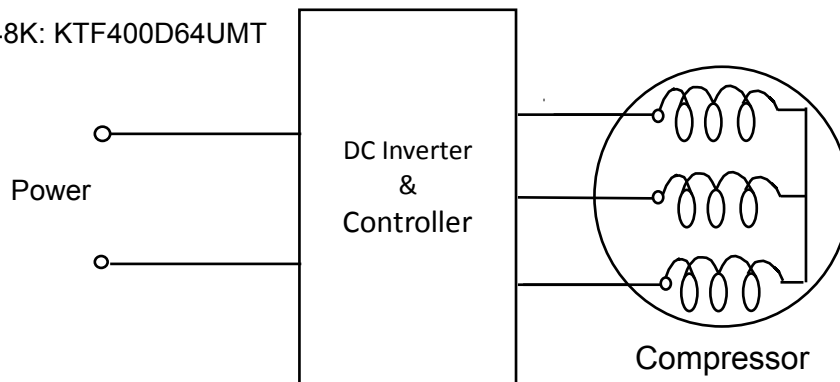 8K: KTF400D64UMT
Power
DC Inverter
&
Controller
Compressor